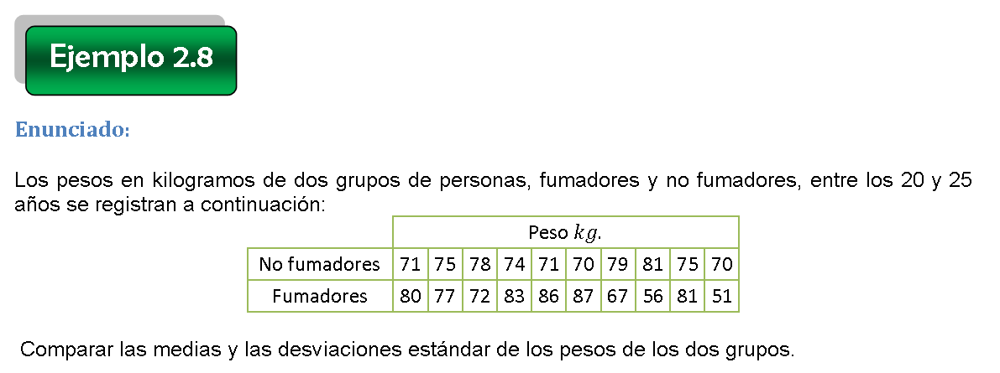 Ejemplo 2.8
Enunciado:
Los pesos en kilogramos de dos grupos de personas, fumadores y no fumadores, entre los 20 y 25
años se registran a continuación:
Peso kg.
No fumadores 71 75 78 74 71 70 79 81 75 70
Fumadores 80 77 72 83 86 87 67 56 81 51
Comparar las medias y las desviaciones estándar de los pesos de los dos grupos.